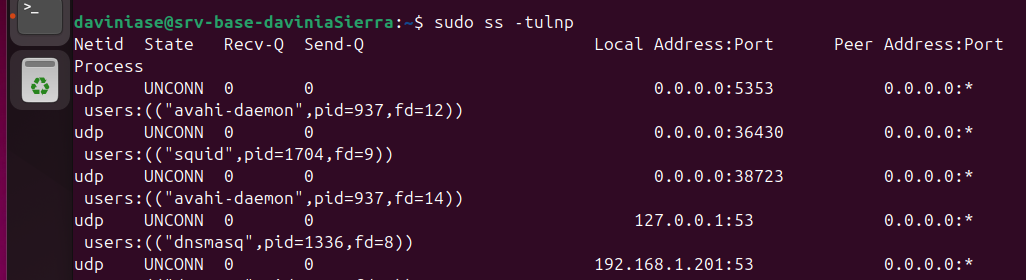 >_
daviniase@srv-base-daviniaSierra:~$ sudo ss -tulnp
Netid State Recv-Q Send-Q Local Address:Port Peer Address:Port
Process
udp UNCONN 0 0 0.0.0.0:5353 0.0.0.0:*
users:(("avahi-daemon",pid=937,fd=12))
udp UNCONN 0 0 0.0.0.0:36430 0.0.0.0:*
users:(("squid",pid=1704,fd=9))
udp UNCONN 0 0 0.0.0.0:38723 0.0.0.0:*
users:(("avahi-daemon",pid=937,fd=14))
udp UNCONN 0 0 127.0.0.1:53 0.0.0.0:*
users:(("dnsmasq",pid=1336,fd=8))
udp UNCONN 0 0 192.168.1.201:53 0.0.0.0:*